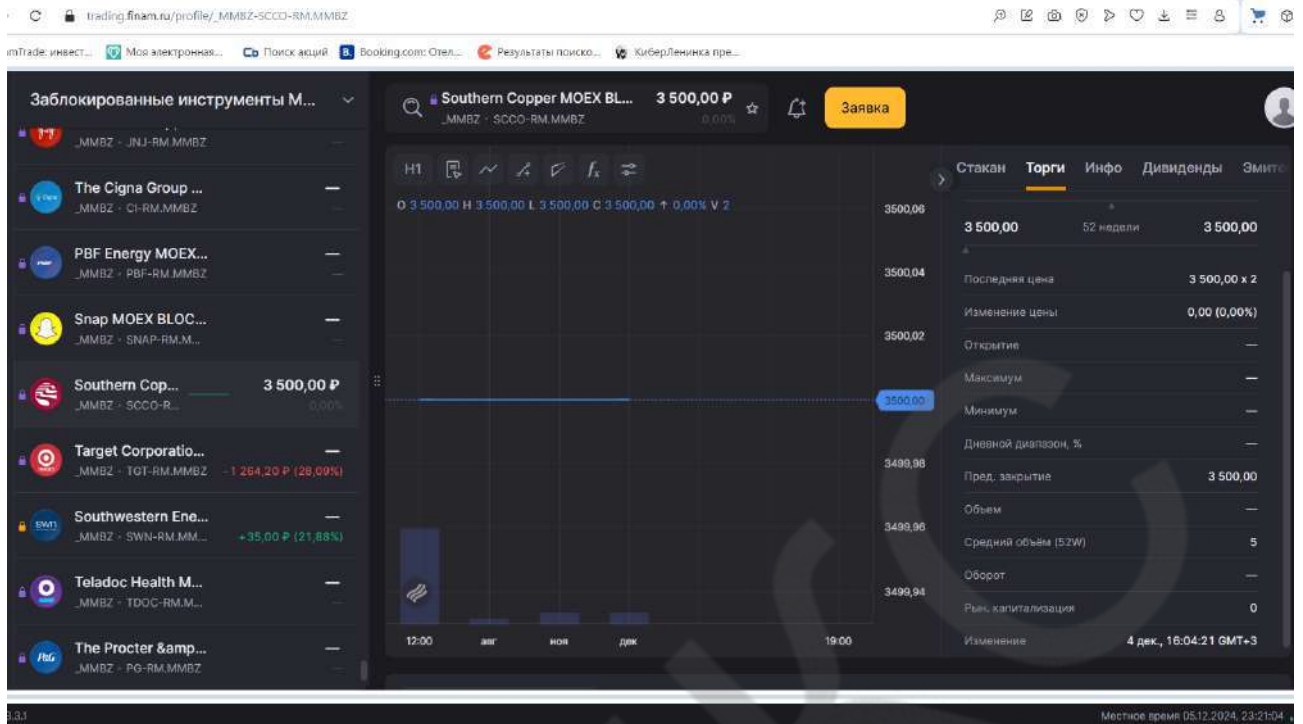 trading.finam.ru/profile/_MMBZ-SCCO-RM.MMBZ
mTrade: инвест... Моя электронная... Сb Поиск акций B. Booking.com: Отел... Результаты поиско... КиберЛенинка пре...
Заблокированные инструменты М...
_MMBZ - JNJ-RM.MMBZ
The Cigna Group ... —
_MMBZ - CI-RM.MMBZ
PBF Energy MOEX... —
_MMBZ - PBF-RM.MMBZ —
Snap MOEX BLOC... —
_MMBZ - SNAP-RM.M...
Southern Cop... 3 500,00 ₽
_MMBZ - SCCO-R... 0,00%
Target Corporatio... —
_MMBZ - TGT-RM.MMBZ -1 264,20 ₽ (28,09%)
swn Southwestern Ene... —
_MMBZ - SWN-RM.MM... +35,00 ₽ (21,88%)
Teladoc Health M... —
_MMBZ - TDOC-RM.M...
P&G The Procter &amp... —
_MMBZ - PG-RM.MMBZ
Southern Copper MOEX BL... 3 500,00 ₽
_MMBZ - SCCO-RM.MMBZ 0,00%
Заявка
H1 fx
O 3 500,00 H 3 500,00 L 3 500,00 C 3 500,00 ↑ 0,00% V 2
3500,06
3500,04
3500,02
3500,00
3499,98
3499,96
3499,94
12:00 авг ноя дек 19:00
Стакан Торги Инфо Дивиденды Эмите
3 500,00 52 недели 3 500,00
Последняя цена 3 500,00 x 2
Изменение цены 0,00 (0,00%)
Открытие —
Максимум —
Минимум —
Дневной диапазон, % —
Пред. закрытие 3 500,00
Объем —
Средний объём (52W) 5
Оборот —
Рын. капитализация 0
Изменение 4 дек., 16:04:21 GMT+3
3.3.1 Местное время 05.12.2024, 23:21:04